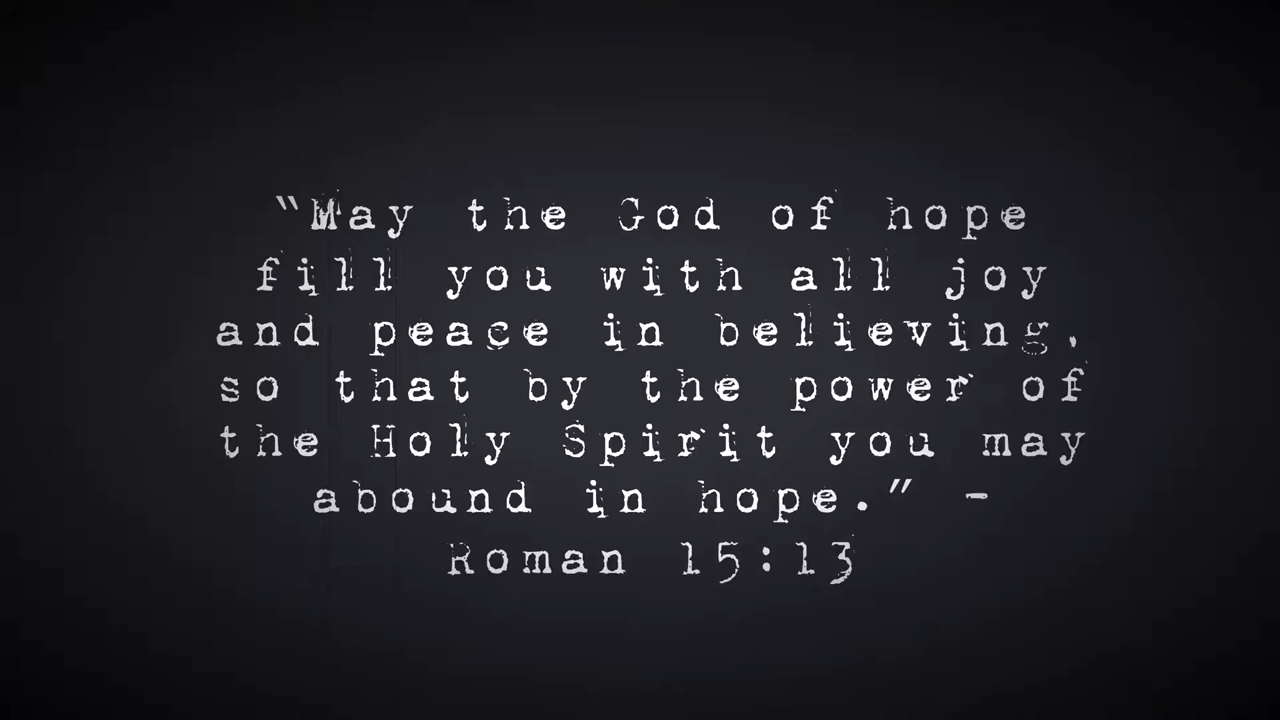 “May the God of hope
fill you with all joy
and peace in believing,
so that by the power of
the Holy Spirit you may
abound in hope.” -
Roman 15:13